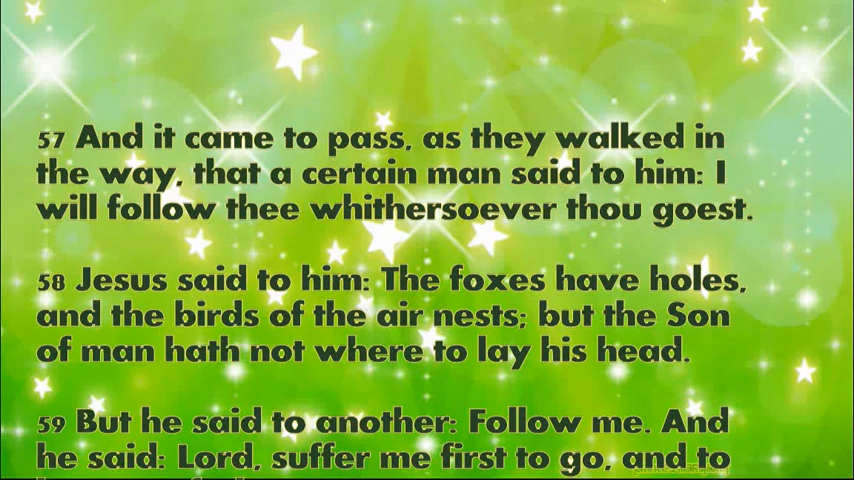 57 And it came to pass, as they walked in
the way, that a certain man said to him: I
will follow thee whithersoever thou goest.
58 Jesus said to him: The foxes have holes,
and the birds of the air nests; but the Son
of man hath not where to lay his head.
59 But he said to another: Follow me. And
he said: Lord, suffer me first to go, and to